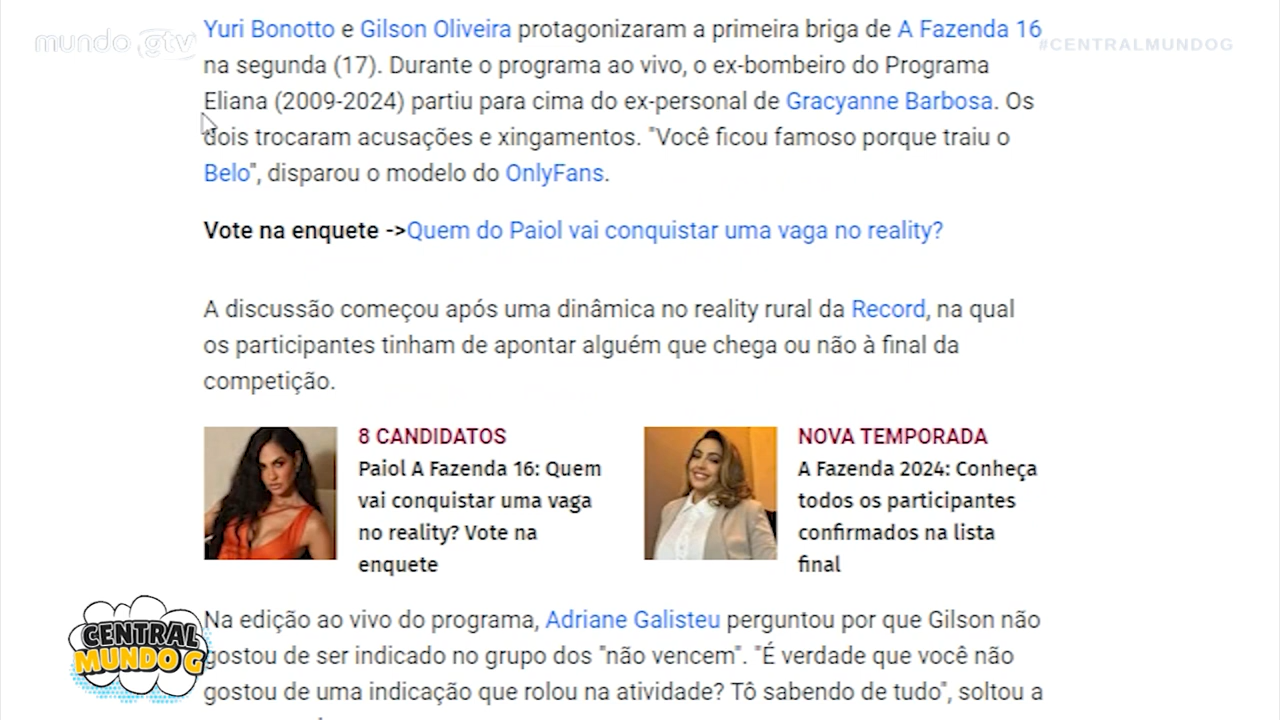 mundo gtv
#CENTRALMUNDOG
Yuri Bonotto e Gilson Oliveira protagonizaram a primeira briga de A Fazenda 16
na segunda (17). Durante o programa ao vivo, o ex-bombeiro do Programa
Eliana (2009-2024) partiu para cima do ex-personal de Gracyanne Barbosa. Os
dois trocaram acusações e xingamentos. "Você ficou famoso porque traiu o
Belo", disparou o modelo do OnlyFans.
Vote na enquete ->Quem do Paiol vai conquistar uma vaga no reality?
A discussão começou após uma dinâmica no reality rural da Record, na qual
os participantes tinham de apontar alguém que chega ou não à final da
competição.
8 CANDIDATOS
Paiol A Fazenda 16: Quem
vai conquistar uma vaga
no reality? Vote na
enquete
NOVA TEMPORADA
A Fazenda 2024: Conheça
todos os participantes
confirmados na lista
final
Na edição ao vivo do programa, Adriane Galisteu perguntou por que Gilson não
gostou de ser indicado no grupo dos "não vencem". "É verdade que você não
gostou de uma indicação que rolou na atividade? Tô sabendo de tudo", soltou a
CENTRAL
MUNDO G